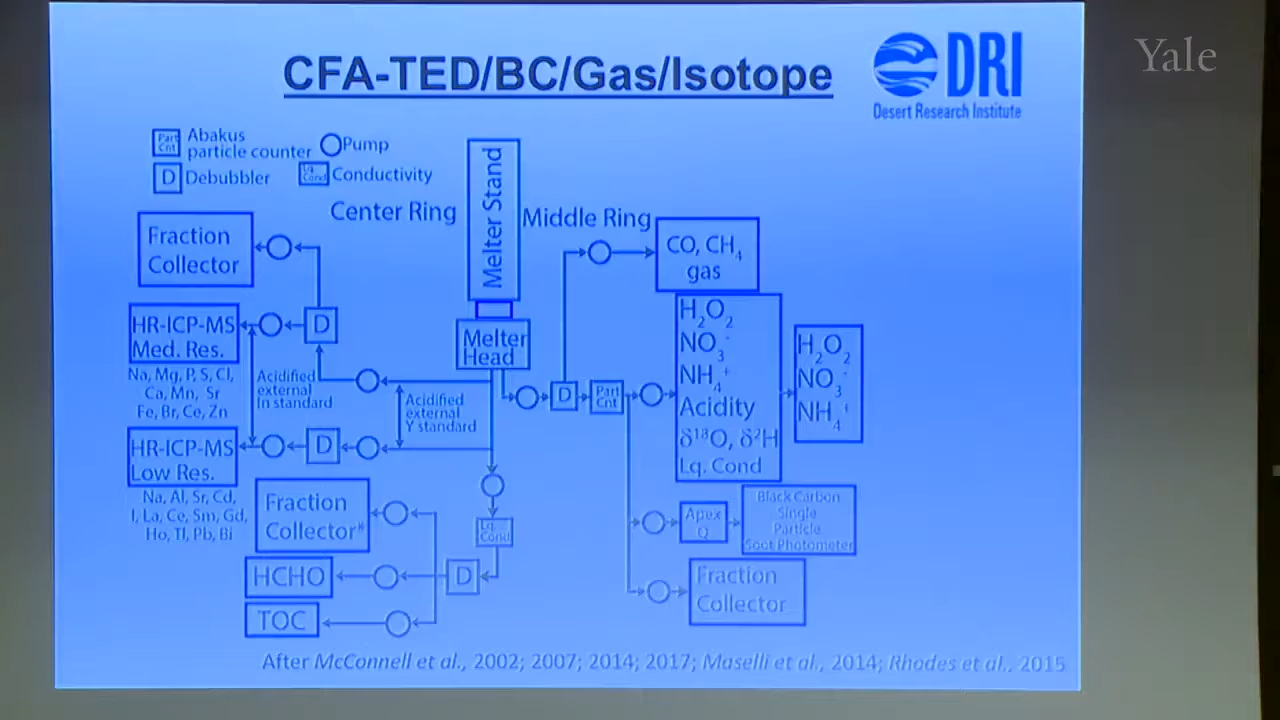 CFA-TED/BC/Gas/Isotope
DRI
Desert Research Institute
Yale
Part Cnt
Abakus
particle counter
Pump
D
Debubbler
Lq. Cond
Conductivity
Center Ring
Melter Stand
Middle Ring
Fraction
Collector
CO, CH₄
gas
HR-ICP-MS
Med. Res.
D
Melter
Head
Na, Mg, P, S, Cl,
Ca, Mn, Sr
Fe, Br, Ce, Zn
Acidified
external
In standard
Acidified
external
Y standard
D
Part
Cnt
H₂O₂
NO₃⁻
NH₄⁺
Acidity
δ¹⁸O, δ²H
Lq. Cond
H₂O₂
NO₃⁻
NH₄⁺
HR-ICP-MS
Low Res.
D
Na, Al, Sr, Cd,
I, La, Ce, Sm, Gd,
Ho, Tl, Pb, Bi
Fraction
Collector*
Lq.
Cond
Apex
Q
Black Carbon
Single
Particle
Soot Photometer
HCHO
D
Fraction
Collector
TOC
After McConnell et al., 2002; 2007; 2014; 2017; Maselli et al., 2014; Rhodes et al., 2015